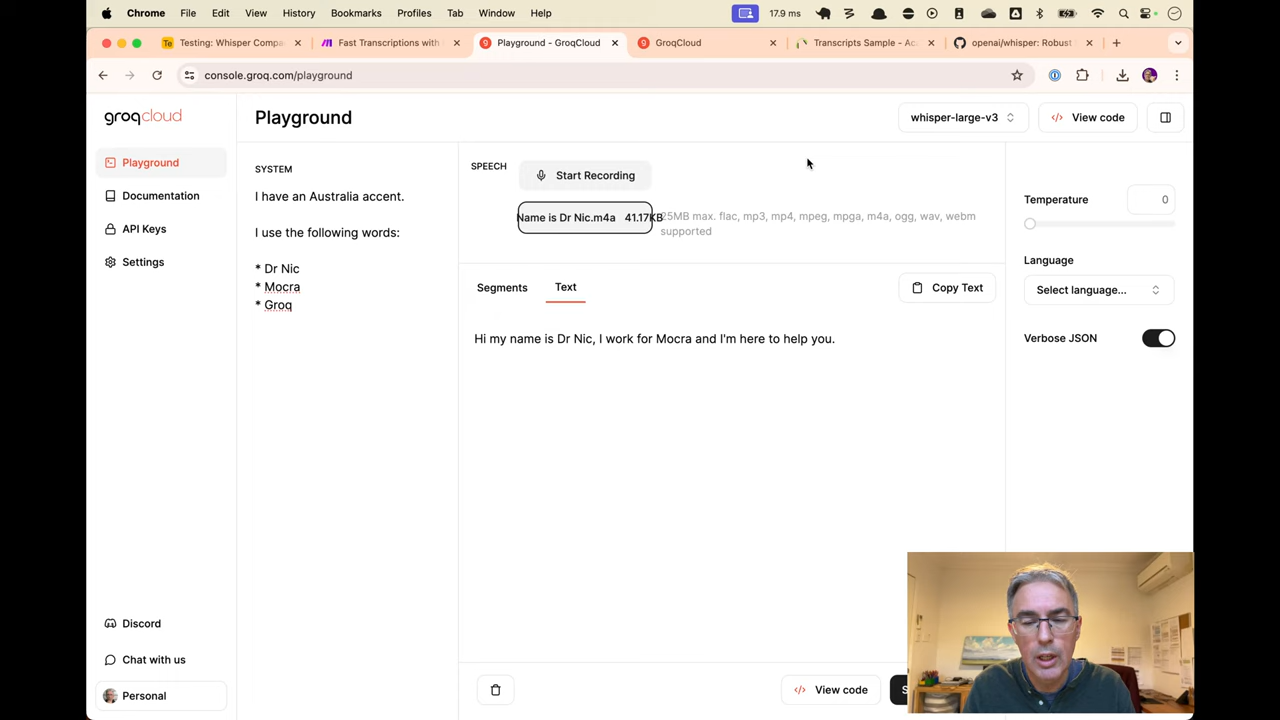 Chrome File Edit View History Bookmarks Profiles Tab Window Help 17.9 ms
Testing: Whisper Compa
Fast Transcriptions with
Playground - GroqCloud
GroqCloud
Transcripts Sample - Aca
openai/whisper: Robust
console.groq.com/playground
groqcloud
Playground
Documentation
API Keys
Settings
Discord
Chat with us
Personal
Playground
whisper-large-v3
View code
SYSTEM
I have an Australia accent.
I use the following words:
* Dr Nic
* Mocra
* Groq
SPEECH
Start Recording
Name is Dr Nic.m4a 41.17KB
25MB max. flac, mp3, mp4, mpeg, mpga, m4a, ogg, wav, webm
supported
Segments
Text
Copy Text
Hi my name is Dr Nic, I work for Mocra and I'm here to help you.
View code
Temperature
0
Language
Select language...
Verbose JSON